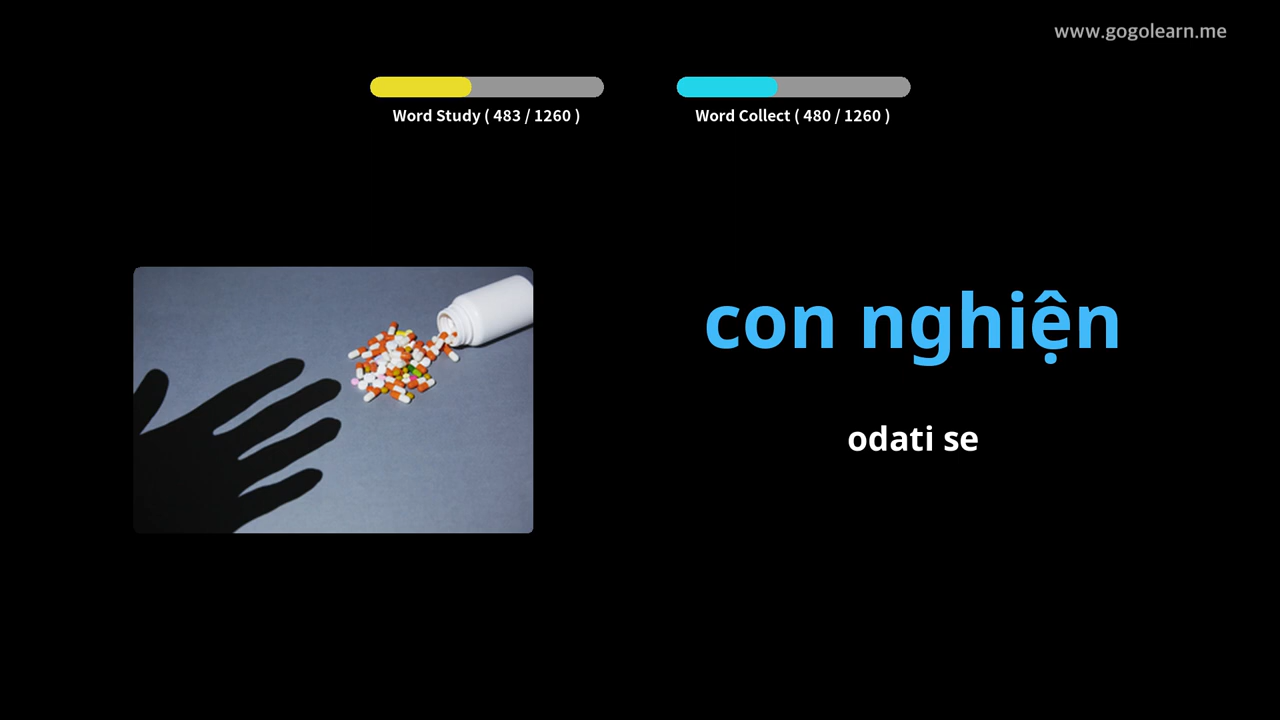 www.gogolearn.me
Word Study ( 483 / 1260 )
Word Collect ( 480 / 1260 )
con nghiện
odati se